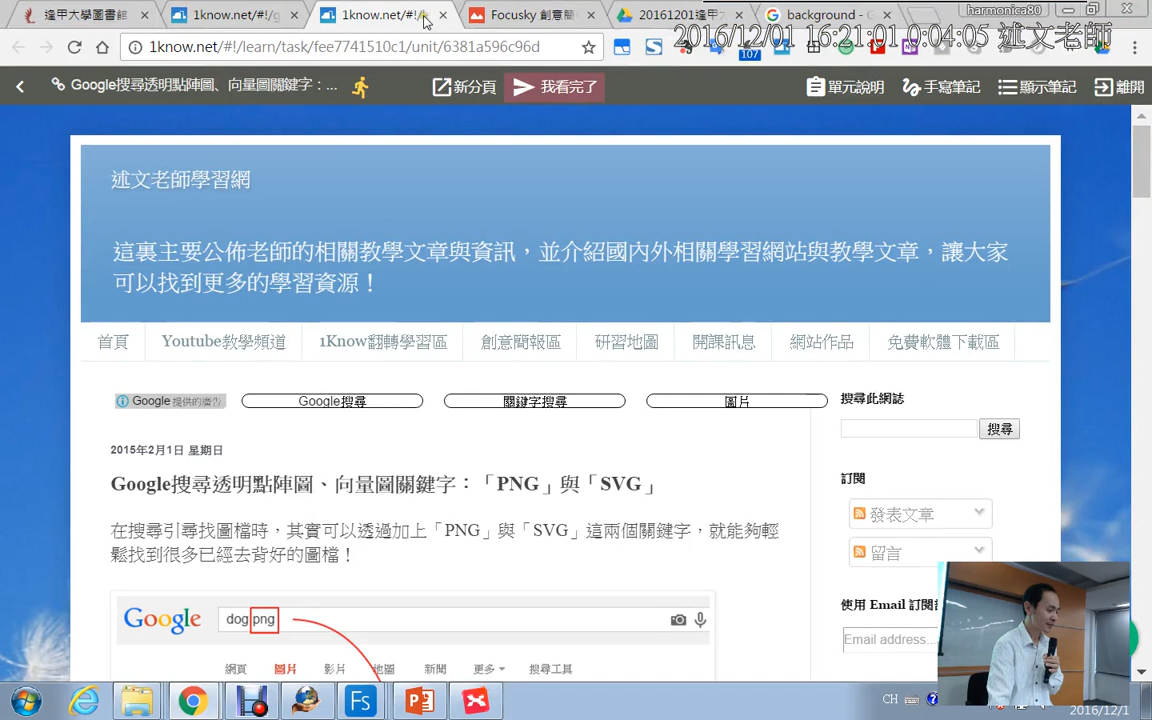 逢甲大學圖書館
1know.net/#!/g
1know.net/#!/
Focusky 創意簡
20161201逢甲
background - G
harmonica80
2016/12/01 16:21:01 0:04:05 述文老師
1know.net/#!/learn/task/fee7741510c1/unit/6381a596c96d
107
Google搜尋透明點陣圖、向量圖關鍵字：...
新分頁
我看完了
單元說明
手寫筆記
顯示筆記
離開
述文老師學習網
這裏主要公佈老師的相關教學文章與資訊，並介紹國內外相關學習網站與教學文章，讓大家
可以找到更多的學習資源！
首頁
Youtube教學頻道
1Know翻轉學習區
創意簡報區
研習地圖
開課訊息
網站作品
免費軟體下載區
Google 提供的廣告
Google搜尋
關鍵字搜尋
圖片
搜尋此網誌
搜尋
2015年2月1日 星期日
Google搜尋透明點陣圖、向量圖關鍵字：「PNG」與「SVG」
在搜尋引尋找圖檔時，其實可以透過加上「PNG」與「SVG」這兩個關鍵字，就能夠輕
鬆找到很多已經去背好的圖檔！
訂閱
發表文章
留言
使用 Email 訂閱
Email address...
Google
dog png
網頁
圖片
影片
地圖
新聞
更多
搜尋工具
Fs
CH
2016/12/1